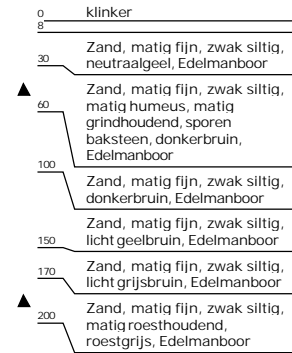 0
klinker
8
Zand, matig fijn, zwak siltig,
neutraalgeel, Edelmanboor
30
Zand, matig fijn, zwak siltig,
matig humeus, matig
grindhoudend, sporen
baksteen, donkerbruin,
Edelmanboor
60
Zand, matig fijn, zwak siltig,
donkerbruin, Edelmanboor
100
Zand, matig fijn, zwak siltig,
licht geelbruin, Edelmanboor
150
Zand, matig fijn, zwak siltig,
licht grijsbruin, Edelmanboor
170
Zand, matig fijn, zwak siltig,
matig roesthoudend,
roestgrijs, Edelmanboor
200